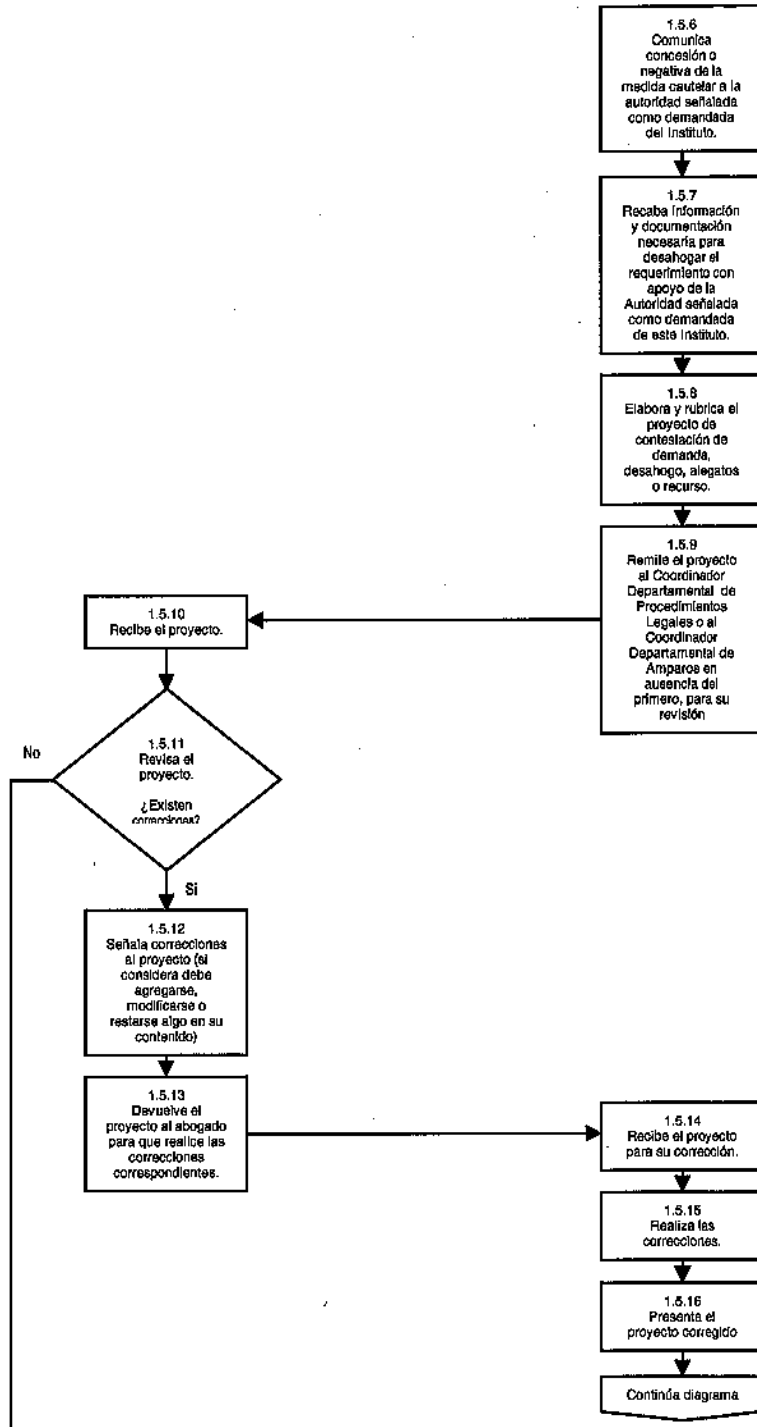 1.5.6
Comunica
concesión o
negativa de la
medida cautelar a la
autoridad señalada
como demandada
del Instituto.
1.5.7
Recaba información
y documentación
necesaria para
desahogar el
requerimiento con
apoyo de la
Autoridad señalada
como demandada
de este Instituto.
1.5.8
Elabora y rubrica el
proyecto de
contestación de
demanda,
desahogo, alegatos
o recurso.
1.5.9
Remite el proyecto
al Coordinador
Departamental de
Procedimientos
Legales o al
Coordinador
Departamental de
Amparos en
ausencia del
primero, para su
revisión
1.5.10
Recibe el proyecto.
1.5.11
Revisa el
proyecto.
¿Existen
correcciones?
No
Si
1.5.12
Señala correcciones
al proyecto (si
considera debe
agregarse,
modificarse o
restarse algo en su
contenido)
1.5.13
Devuelve el
proyecto al abogado
para que realice las
correcciones
correspondientes.
1.5.14
Recibe el proyecto
para su corrección.
1.5.15
Realiza las
correcciones.
1.5.16
Presenta el
proyecto corregido
Continúa diagrama